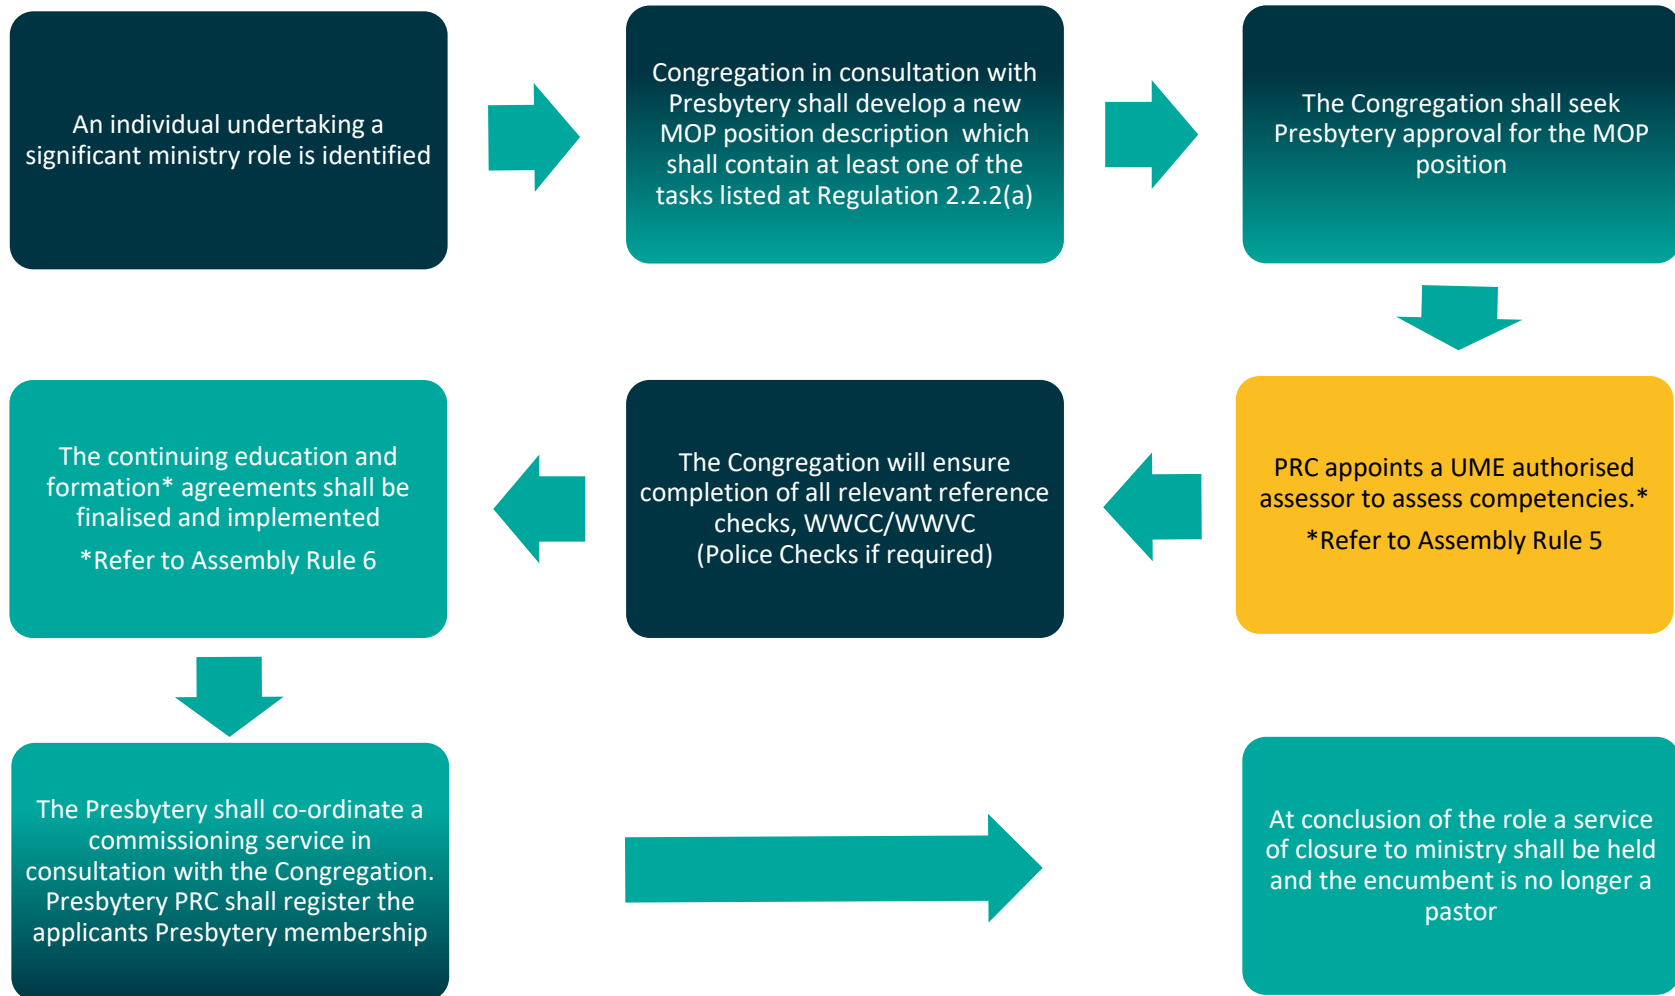 An individual undertaking a
significant ministry role is identified
Congregation in consultation with
Presbytery shall develop a new
MOP position description which
shall contain at least one of the
tasks listed at Regulation 2.2.2(a)
The Congregation shall seek
Presbytery approval for the MOP
position
PRC appoints a UME authorised
assessor to assess competencies.*
*Refer to Assembly Rule 5
The Congregation will ensure
completion of all relevant reference
checks, WWCC/WWVC
(Police Checks if required)
The continuing education and
formation* agreements shall be
finalised and implemented
*Refer to Assembly Rule 6
The Presbytery shall co-ordinate a
commissioning service in
consultation with the Congregation.
Presbytery PRC shall register the
applicants Presbytery membership
At conclusion of the role a service
of closure to ministry shall be held
and the encumbent is no longer a
pastor